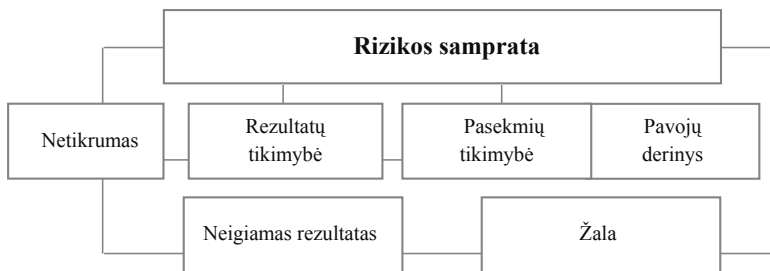 Rizikos samprata
Netikrumas
Rezultatų
tikimybė
Pasekmių
tikimybė
Pavojų
derinys
Neigiamas rezultatas
Žala